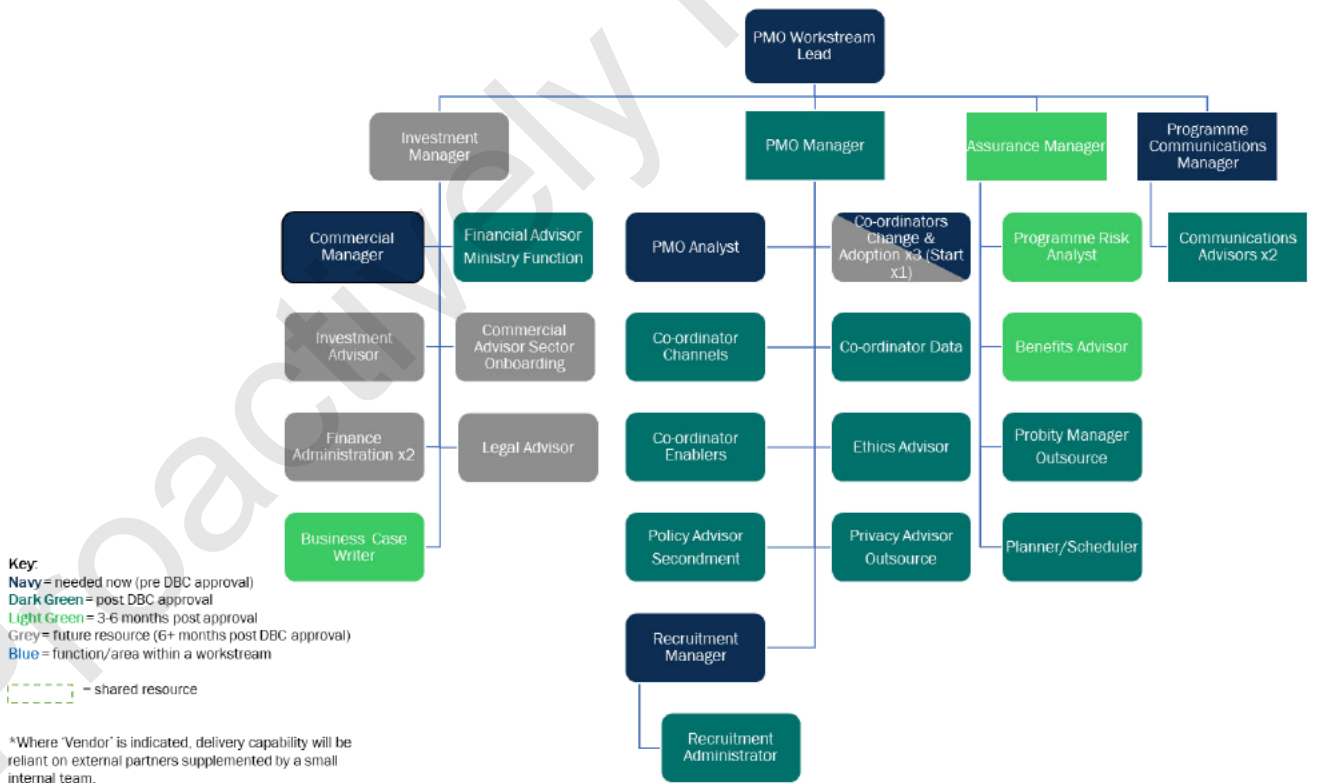 PMO Workstream
Lead
Investment
Manager
PMO Manager
Assurance Manager
Programme
Communications
Manager
Commercial
Manager
Financial Advisor
Ministry Function
PMO Analyst
Co-ordinators
Change &
Adoption x3 (Start
x1)
Programme Risk
Analyst
Communications
Advisors x2
Investment
Advisor
Commercial
Advisor Sector
Onboarding
Co-ordinator
Channels
Co-ordinator Data
Benefits Advisor
Finance
Administration x2
Legal Advisor
Co-ordinator
Enablers
Ethics Advisor
Probity Manager
Outsource
Business Case
Writer
Policy Advisor
Secondment
Privacy Advisor
Outsource
Planner/Scheduler
Recruitment
Manager
Recruitment
Administrator
Key:
Navy = needed now (pre DBC approval)
Dark Green = post DBC approval
Light Green = 3-6 months post approval
Grey = future resource (6+ months post DBC approval)
Blue = function/area within a workstream
= shared resource
*Where 'Vendor' is indicated, delivery capability will be
reliant on external partners supplemented by a small
internal team.
Proactively